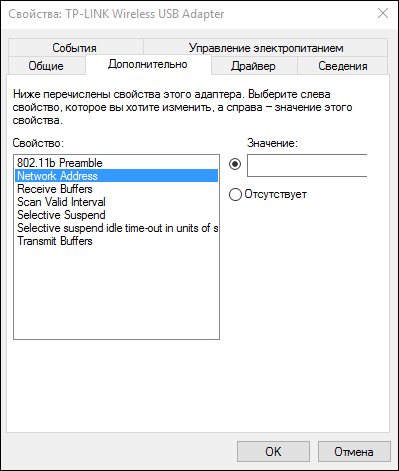 Свойства: TP-LINK Wireless USB Adapter
События
Управление электропитанием
Общие
Дополнительно
Драйвер
Сведения
Ниже перечислены свойства этого адаптера. Выберите слева
свойство, которое вы хотите изменить, а справа – значение этого
свойства.
Свойство:
Значение:
802.11b Preamble
Network Address
Receive Buffers
Scan Valid Interval
Selective Suspend
Selective suspend idle time-out in units of s
Transmit Buffers
Отсутствует
OK
Отмена